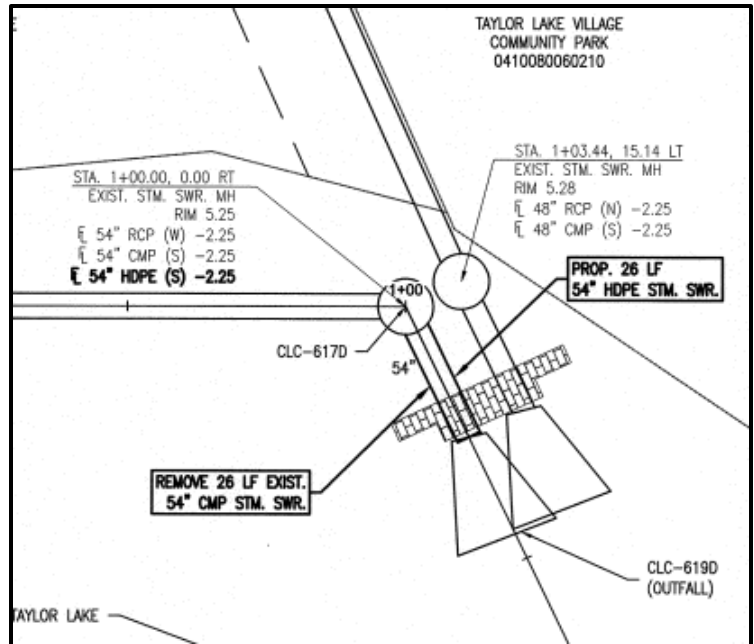 TAYLOR LAKE VILLAGE
COMMUNITY PARK
0410080060210
STA. 1+00.00, 0.00 RT
EXIST. STM. SWR. MH
RIM 5.25
℄ 54" RCP (W) -2.25
℄ 54" CMP (S) -2.25
℄ 54" HDPE (S) -2.25
STA. 1+03.44, 15.14 LT
EXIST. STM. SWR. MH
RIM 5.28
℄ 48" RCP (N) -2.25
℄ 48" CMP (S) -2.25
PROP. 26 LF
54" HDPE STM. SWR.
1+00
CLC-617D
54"
REMOVE 26 LF EXIST.
54" CMP STM. SWR.
CLC-619D
(OUTFALL)
TAYLOR LAKE